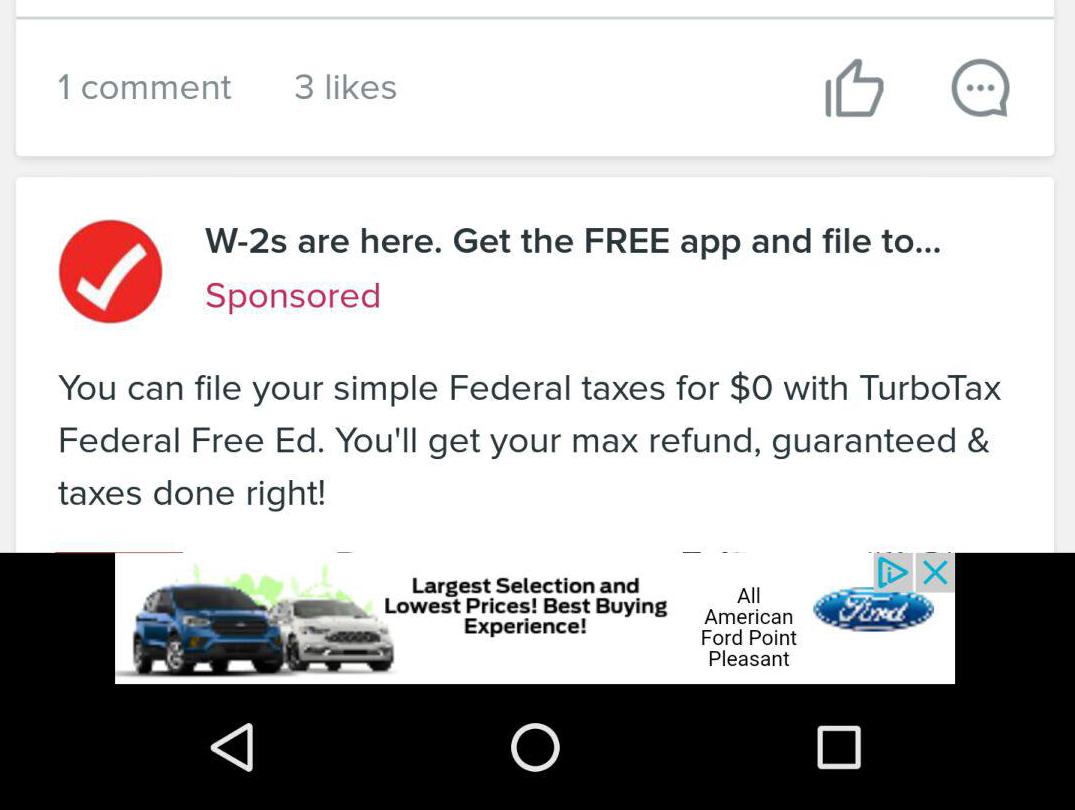 1 comment 3 likes
W-2s are here. Get the FREE app and file to...
Sponsored
You can file your simple Federal taxes for $0 with TurboTax
Federal Free Ed. You'll get your max refund, guaranteed &
taxes done right!
Largest Selection and
Lowest Prices! Best Buying
Experience!
All
American
Ford Point
Pleasant
Ford